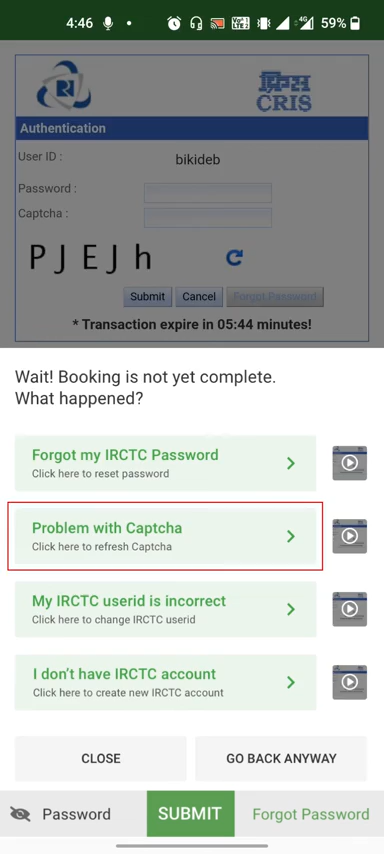 4:46
4G
59%
क्रिस
CRIS
Authentication
User ID :
bikideb
Password :
Captcha :
P J E J h
Submit
Cancel
Forgot Password
* Transaction expire in 05:44 minutes!
Wait! Booking is not yet complete.
What happened?
Forgot my IRCTC Password
Click here to reset password
Problem with Captcha
Click here to refresh Captcha
My IRCTC userid is incorrect
Click here to change IRCTC userid
I don't have IRCTC account
Click here to create new IRCTC account
CLOSE
GO BACK ANYWAY
Password
SUBMIT
Forgot Password